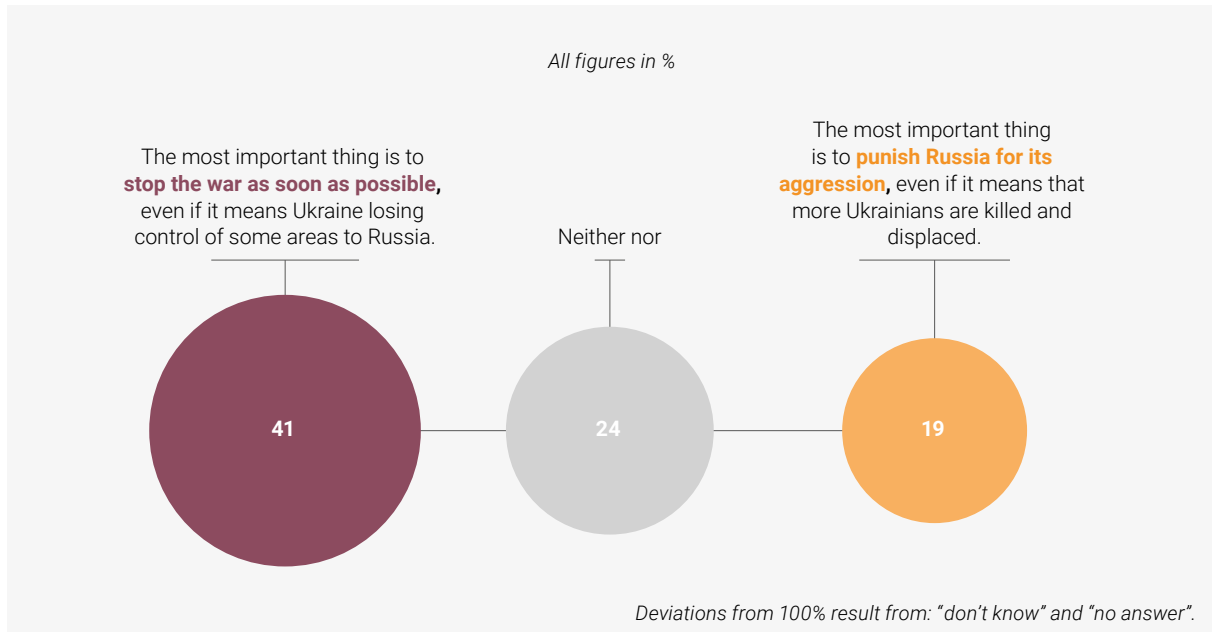 All figures in %
The most important thing is to
stop the war as soon as possible,
even if it means Ukraine losing
control of some areas to Russia.
Neither nor
The most important thing
is to punish Russia for its
aggression, even if it means that
more Ukrainians are killed and
displaced.
41
24
19
Deviations from 100% result from: “don’t know” and “no answer”.